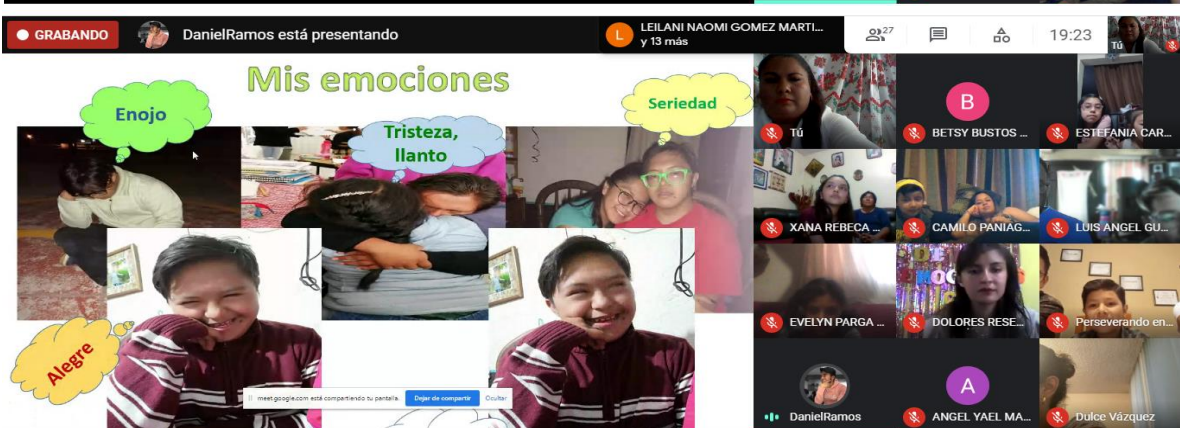 GRABANDO
DanielRamos está presentando
L
LEILANI NAOMI GOMEZ MARTI...
y 13 más
27
19:23
Tú
Mis emociones
Enojo
Tristeza,
llanto
Seriedad
Alegre
meet.google.com está compartiendo tu pantalla.
Dejar de compartir
Ocultar
Tú
B
BETSY BUSTOS ...
ESTEFANIA CAR...
XANA REBECA ...
CAMILO PANIAG...
LUIS ANGEL GU...
EVELYN PARGA ...
DOLORES RESE...
Perseverando en...
DanielRamos
A
ANGEL YAEL MA...
Dulce Vázquez